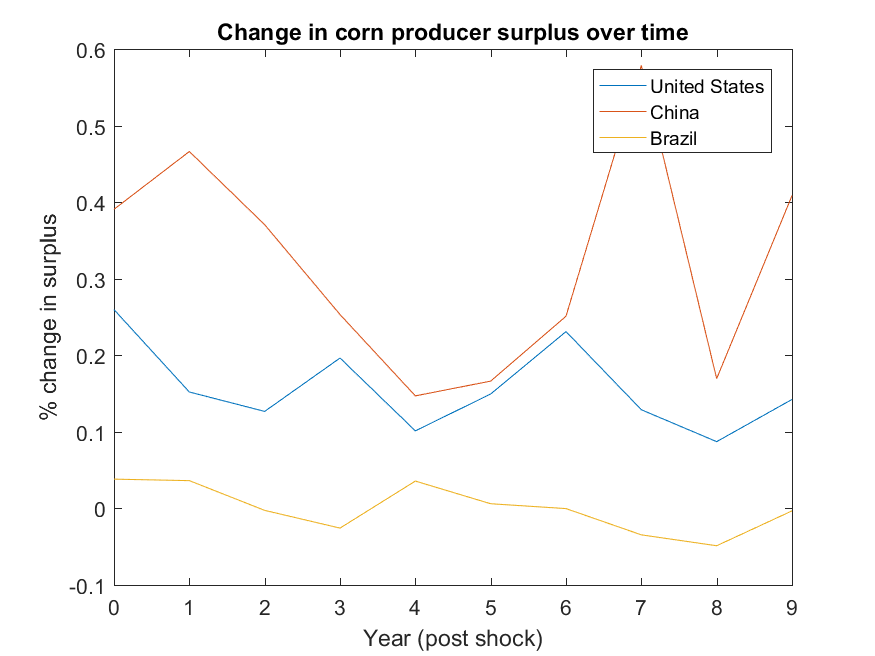 Change in corn producer surplus over time
0.6
0.5
0.4
0.3
0.2
0.1
0
-0.1
% change in surplus
United States
China
Brazil
0 1 2 3 4 5 6 7 8 9
Year (post shock)